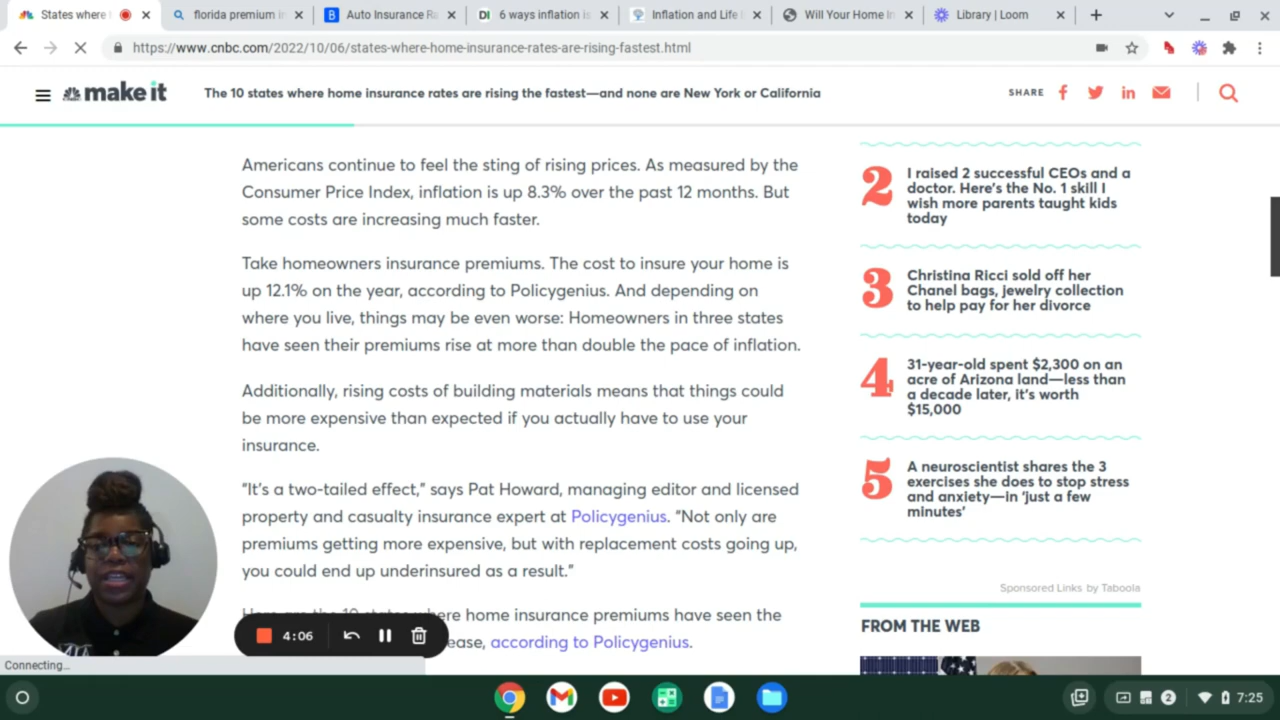 States where
florida premium in
Auto Insurance Ra
DI 6 ways inflation is
Inflation and Life
Will Your Home In
Library | Loom
https://www.cnbc.com/2022/10/06/states-where-home-insurance-rates-are-rising-fastest.html
make it
The 10 states where home insurance rates are rising the fastest—and none are New York or California
SHARE
Americans continue to feel the sting of rising prices. As measured by the
Consumer Price Index, inflation is up 8.3% over the past 12 months. But
some costs are increasing much faster.
Take homeowners insurance premiums. The cost to insure your home is
up 12.1% on the year, according to Policygenius. And depending on
where you live, things may be even worse: Homeowners in three states
have seen their premiums rise at more than double the pace of inflation.
Additionally, rising costs of building materials means that things could
be more expensive than expected if you actually have to use your
insurance.
“It’s a two-tailed effect,” says Pat Howard, managing editor and licensed
property and casualty insurance expert at Policygenius. “Not only are
premiums getting more expensive, but with replacement costs going up,
you could end up underinsured as a result.”
Here are the 10 states where home insurance premiums have seen the
ease, according to Policygenius.
2
I raised 2 successful CEOs and a
doctor. Here’s the No. 1 skill I
wish more parents taught kids
today
3
Christina Ricci sold off her
Chanel bags, jewelry collection
to help pay for her divorce
4
31-year-old spent $2,300 on an
acre of Arizona land—less than
a decade later, it’s worth
$15,000
5
A neuroscientist shares the 3
exercises she does to stop stress
and anxiety—in ‘just a few
minutes’
Sponsored Links by Taboola
FROM THE WEB
4:06
Connecting...
2
7:25